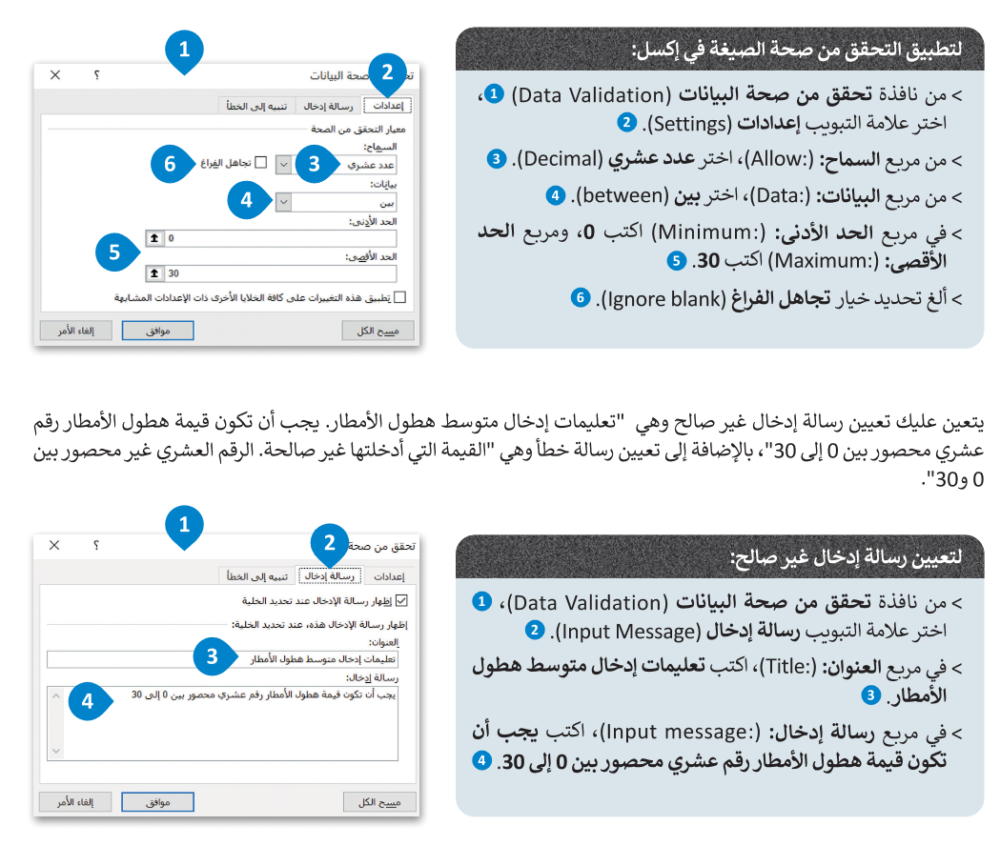 لتطبيق التحقق من صحة الصيغة في إكسل:
> من نافذة تحقق من صحة البيانات (Data Validation) 1،
اختر علامة التبويب إعدادات (Settings). 2
> من مربع السماح: (Allow:)، اختر عدد عشري (Decimal). 3
> من مربع البيانات: (Data:)، اختر بين (between). 4
> في مربع الحد الأدنى: (Minimum:) اكتب 0، ومربع الحد
الأقصى: (Maximum:) اكتب 30. 5
> ألغ تحديد خيار تجاهل الفراغ (Ignore blank). 6
1
2
صحة البيانات
؟
إعدادات
رسالة إدخال
تنبيه إلى الخطأ
معيار التحقق من الصحة
السماح:
عدد عشري
3
تجاهل الفراغ
6
بيانات:
بين
4
الحد الأدنى:
0
5
الحد الأقصى:
30
تطبيق هذه التغييرات على كافة الخلايا الأخرى ذات الإعدادات المشابهة
مسح الكل
موافق
إلغاء الأمر
يتعين عليك تعيين رسالة إدخال غير صالح وهي "تعليمات إدخال متوسط هطول الأمطار. يجب أن تكون قيمة هطول الأمطار رقم
عشري محصور بين 0 إلى 30"، بالإضافة إلى تعيين رسالة خطأ وهي "القيمة التي أدخلتها غير صالحة. الرقم العشري غير محصور بين
0 و30".
لتعيين رسالة إدخال غير صالح:
> من نافذة تحقق من صحة البيانات (Data Validation)، 1
اختر علامة التبويب رسالة إدخال (Input Message). 2
> في مربع العنوان: (Title:)، اكتب تعليمات إدخال متوسط هطول
الأمطار. 3
> في مربع رسالة إدخال: (Input message:)، اكتب يجب أن
تكون قيمة هطول الأمطار رقم عشري محصور بين 0 إلى 30. 4
1
2
تحقق من صحة
؟
إعدادات
رسالة إدخال
تنبيه إلى الخطأ
إظهار رسالة الإدخال عند تحديد الخلية
إظهار رسالة الإدخال هذه، عند تحديد الخلية:
العنوان:
تعليمات إدخال متوسط هطول الأمطار
3
رسالة إدخال:
يجب أن تكون قيمة هطول الأمطار رقم عشري محصور بين 0 إلى 30
4
مسح الكل
موافق
إلغاء الأمر